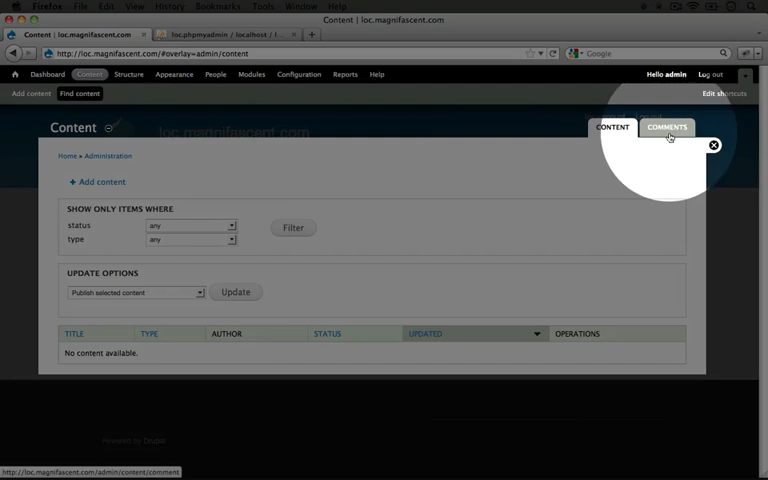 Firefox File Edit View History Bookmarks Tools Window Help
Content | loc.magnifascent.com
Content | loc.magnifascent.com loc.phpmyadmin / localhost / l...
http://loc.magnifascent.com/#overlay=admin/content Google
Dashboard Content Structure Appearance People Modules Configuration Reports Help Hello admin Log out
Add content Find content Edit shortcuts
Content loc.magnifascent.com CONTENT COMMENTS
Home » Administration
+ Add content
SHOW ONLY ITEMS WHERE
status any Filter
type any
UPDATE OPTIONS
Publish selected content Update
TITLE TYPE AUTHOR STATUS UPDATED OPERATIONS
No content available.
Powered by Drupal
http://loc.magnifascent.com/admin/content/comment